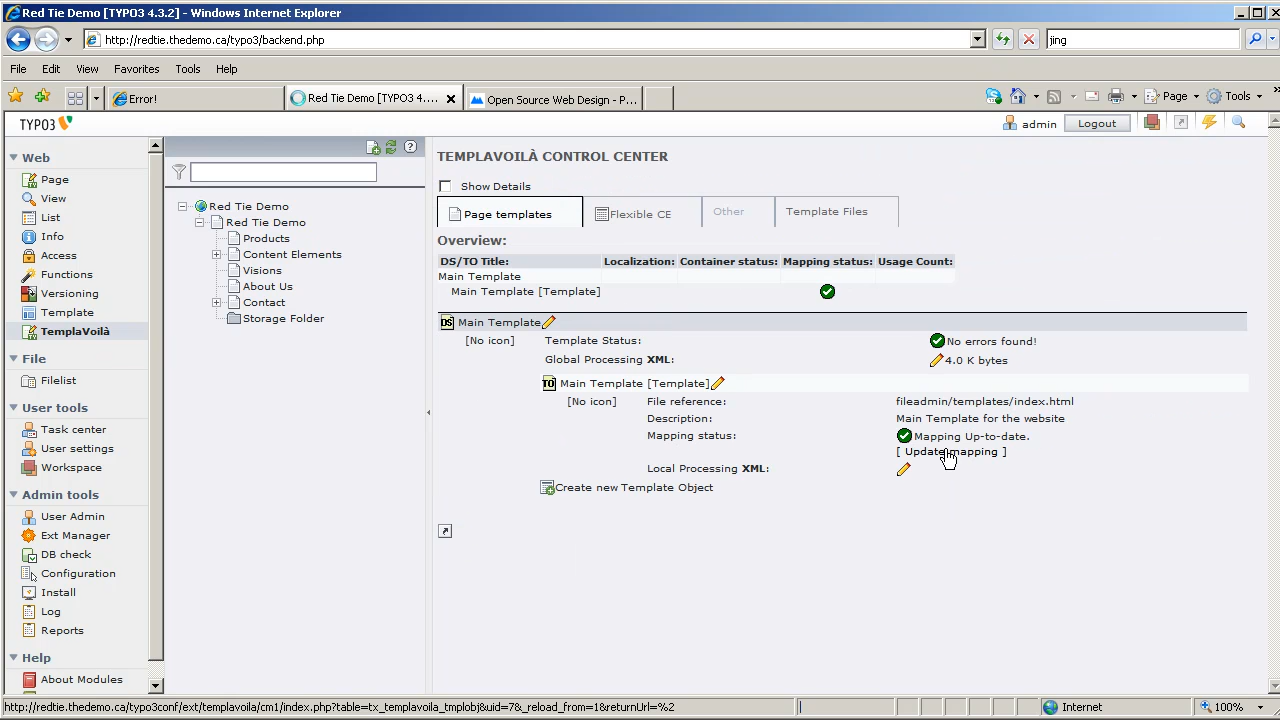 Red Tie Demo [TYPO3 4.3.2] - Windows Internet Explorer
http://redtie.thedemo.ca/typo3/backend.php
jing
File Edit View Favorites Tools Help
Error!
Red Tie Demo [TYPO3 4....
Open Source Web Design - P...
Page
Tools
TYPO3
admin
Logout
Web
Page
View
List
Info
Access
Functions
Versioning
Template
TemplaVoilà
File
Filelist
User tools
Task center
User settings
Workspace
Admin tools
User Admin
Ext Manager
DB check
Configuration
Install
Log
Reports
Help
About Modules
Red Tie Demo
Red Tie Demo
Products
Content Elements
Visions
About Us
Contact
Storage Folder
TEMPLAVOILÀ CONTROL CENTER
Show Details
Page templates
Flexible CE
Other
Template Files
Overview:
DS/TO Title: Localization: Container status: Mapping status: Usage Count:
Main Template
Main Template [Template]
DS Main Template
[No icon] Template Status: No errors found!
Global Processing XML: 4.0 K bytes
TO Main Template [Template]
[No icon] File reference: fileadmin/templates/index.html
Description: Main Template for the website
Mapping status: Mapping Up-to-date.
[ Update mapping ]
Local Processing XML:
Create new Template Object
http://redtie.thedemo.ca/typo3conf/ext/templavoila/cm1/index.php?table=tx_templavoila_tmplobj&uid=7&_reload_from=1&returnUrl=%2
Internet
100%